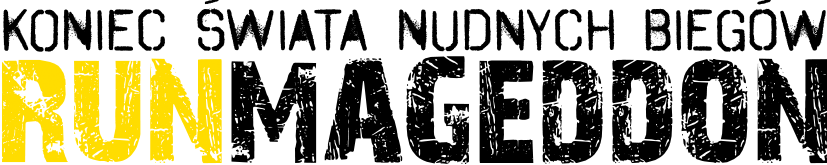 KONIEC ŚWIATA NUDNYCH BIEGÓW
RUNMAGEDDON